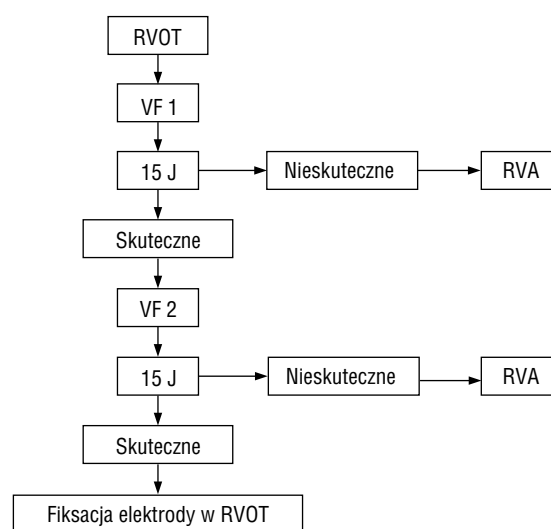 RVOT
VF 1
15 J
Nieskuteczne
RVA
Skuteczne
VF 2
15 J
Nieskuteczne
RVA
Skuteczne
Fiksacja elektrody w RVOT